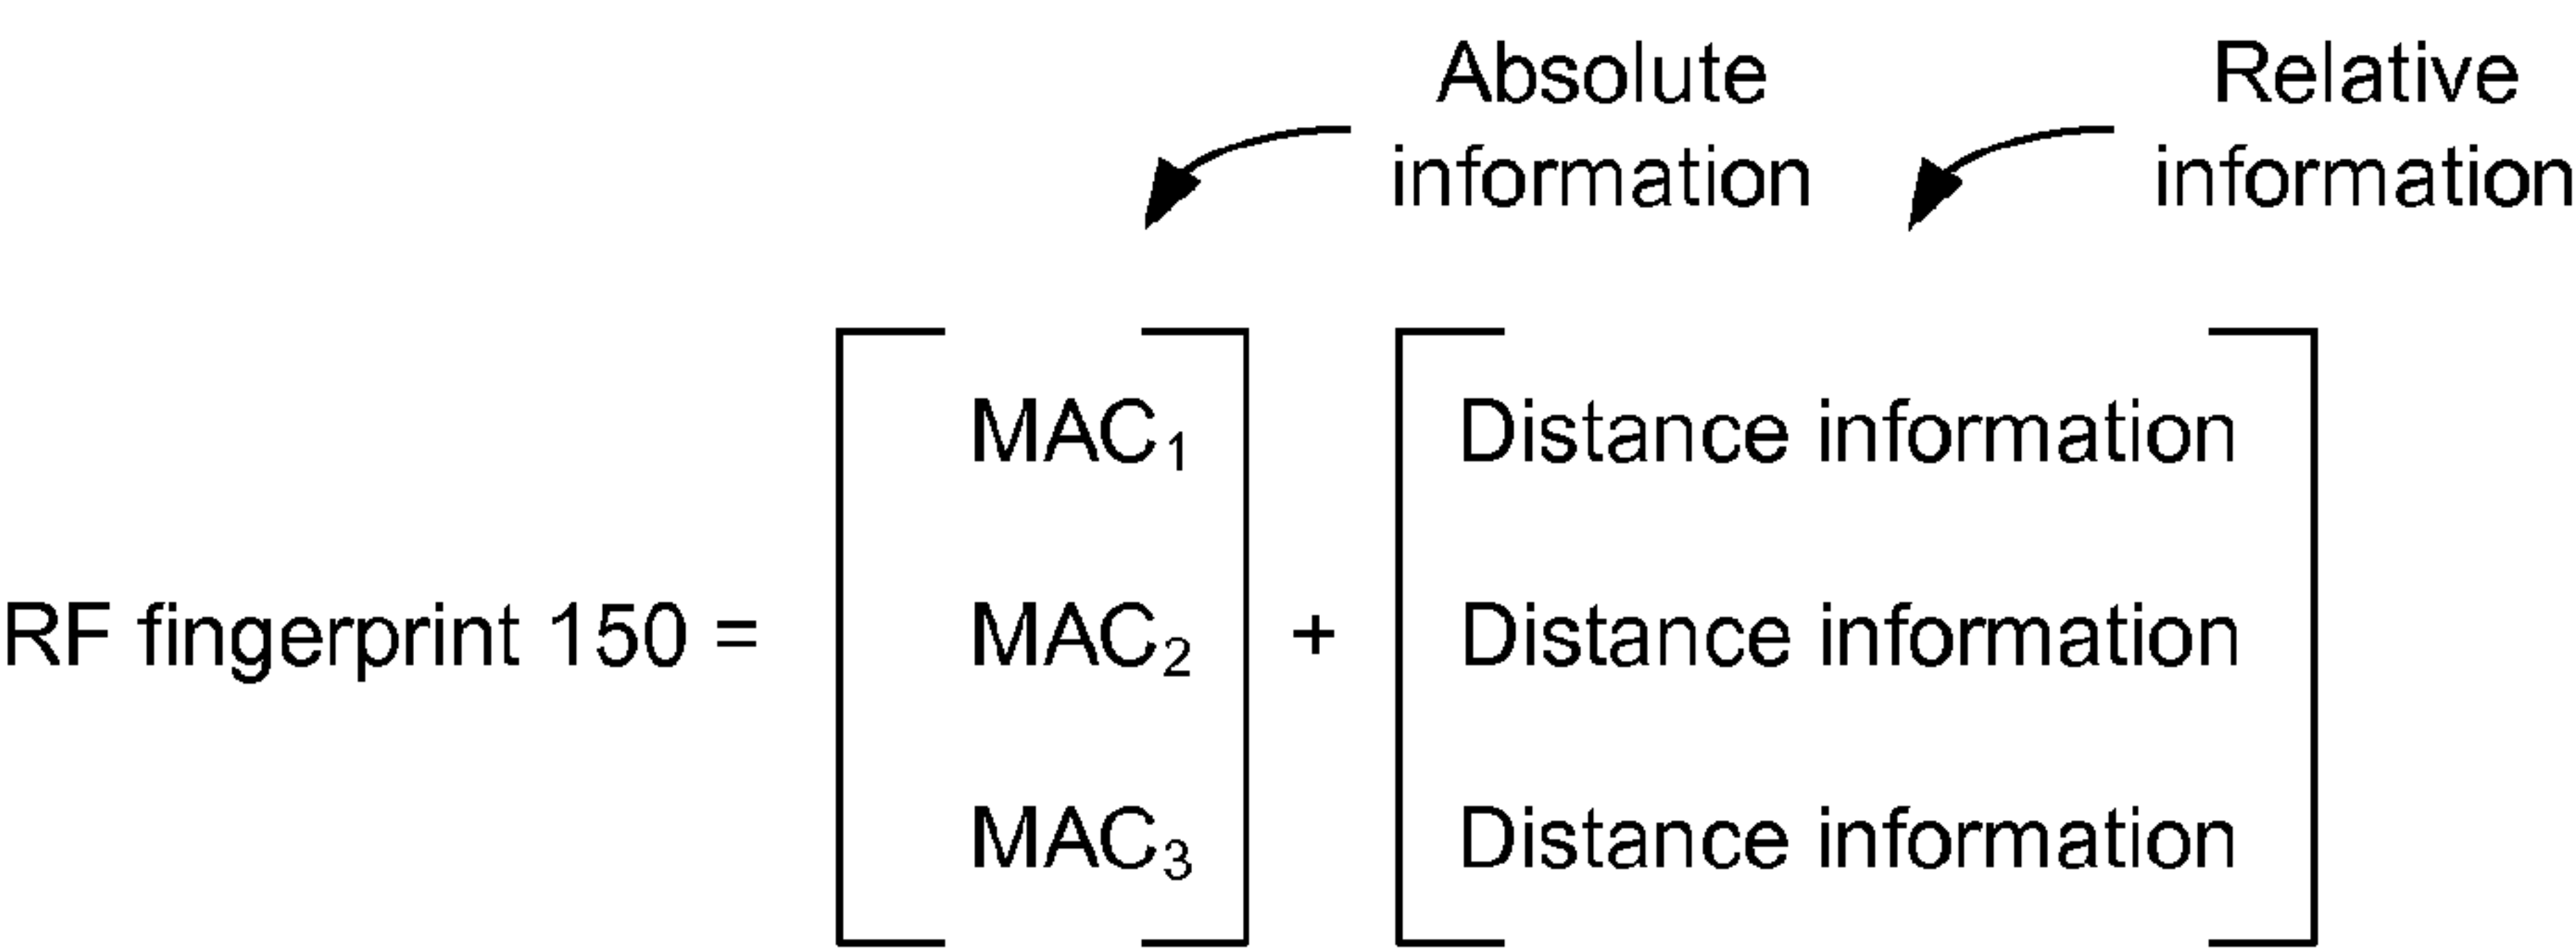 Absolute information
Relative information
MAC₁ Distance information
RF fingerprint 150 = MAC₂ + Distance information
MAC₃ Distance information